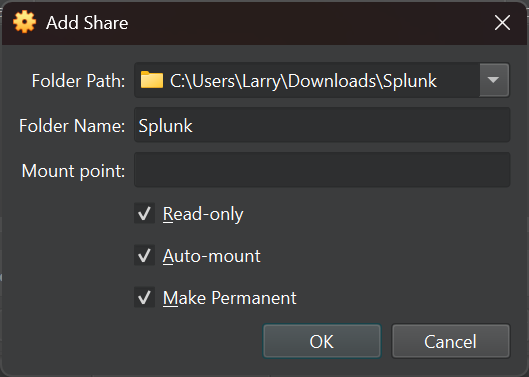 Add Share
Folder Path: C:\Users\Larry\Downloads\Splunk
Folder Name: Splunk
Mount point:
Read-only
Auto-mount
Make Permanent
OK Cancel